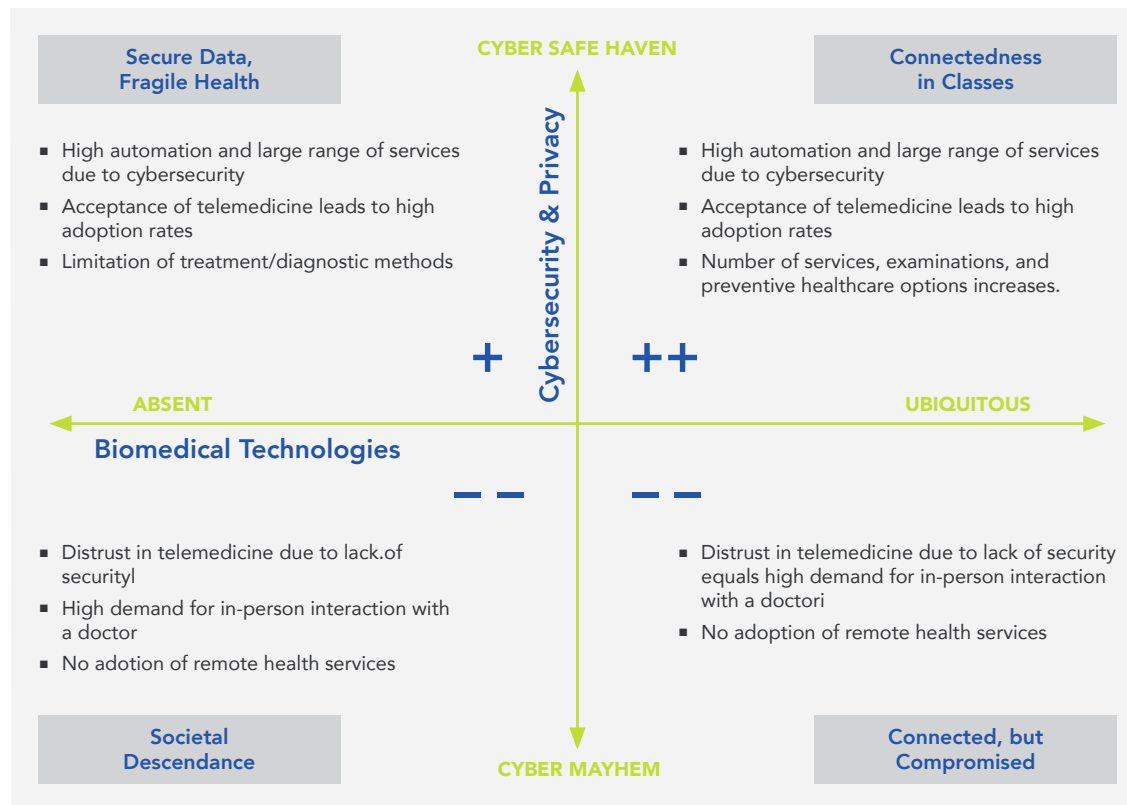 CYBER SAFE HAVEN
Secure Data,
Fragile Health
■ High automation and large range of services
due to cybersecurity
■ Acceptance of telemedicine leads to high
adoption rates
■ Limitation of treatment/diagnostic methods
+
Cybersecurity & Privacy
Connectedness
in Classes
■ High automation and large range of services
due to cybersecurity
■ Acceptance of telemedicine leads to high
adoption rates
■ Number of services, examinations, and
preventive healthcare options increases.
++
ABSENT
UBIQUITOUS
Biomedical Technologies
– –
■ Distrust in telemedicine due to lack.of
securityl
■ High demand for in-person interaction with
a doctor
■ No adotion of remote health services
Societal
Descendance
– –
■ Distrust in telemedicine due to lack of security
equals high demand for in-person interaction
with a doctori
■ No adoption of remote health services
Connected, but
Compromised
CYBER MAYHEM